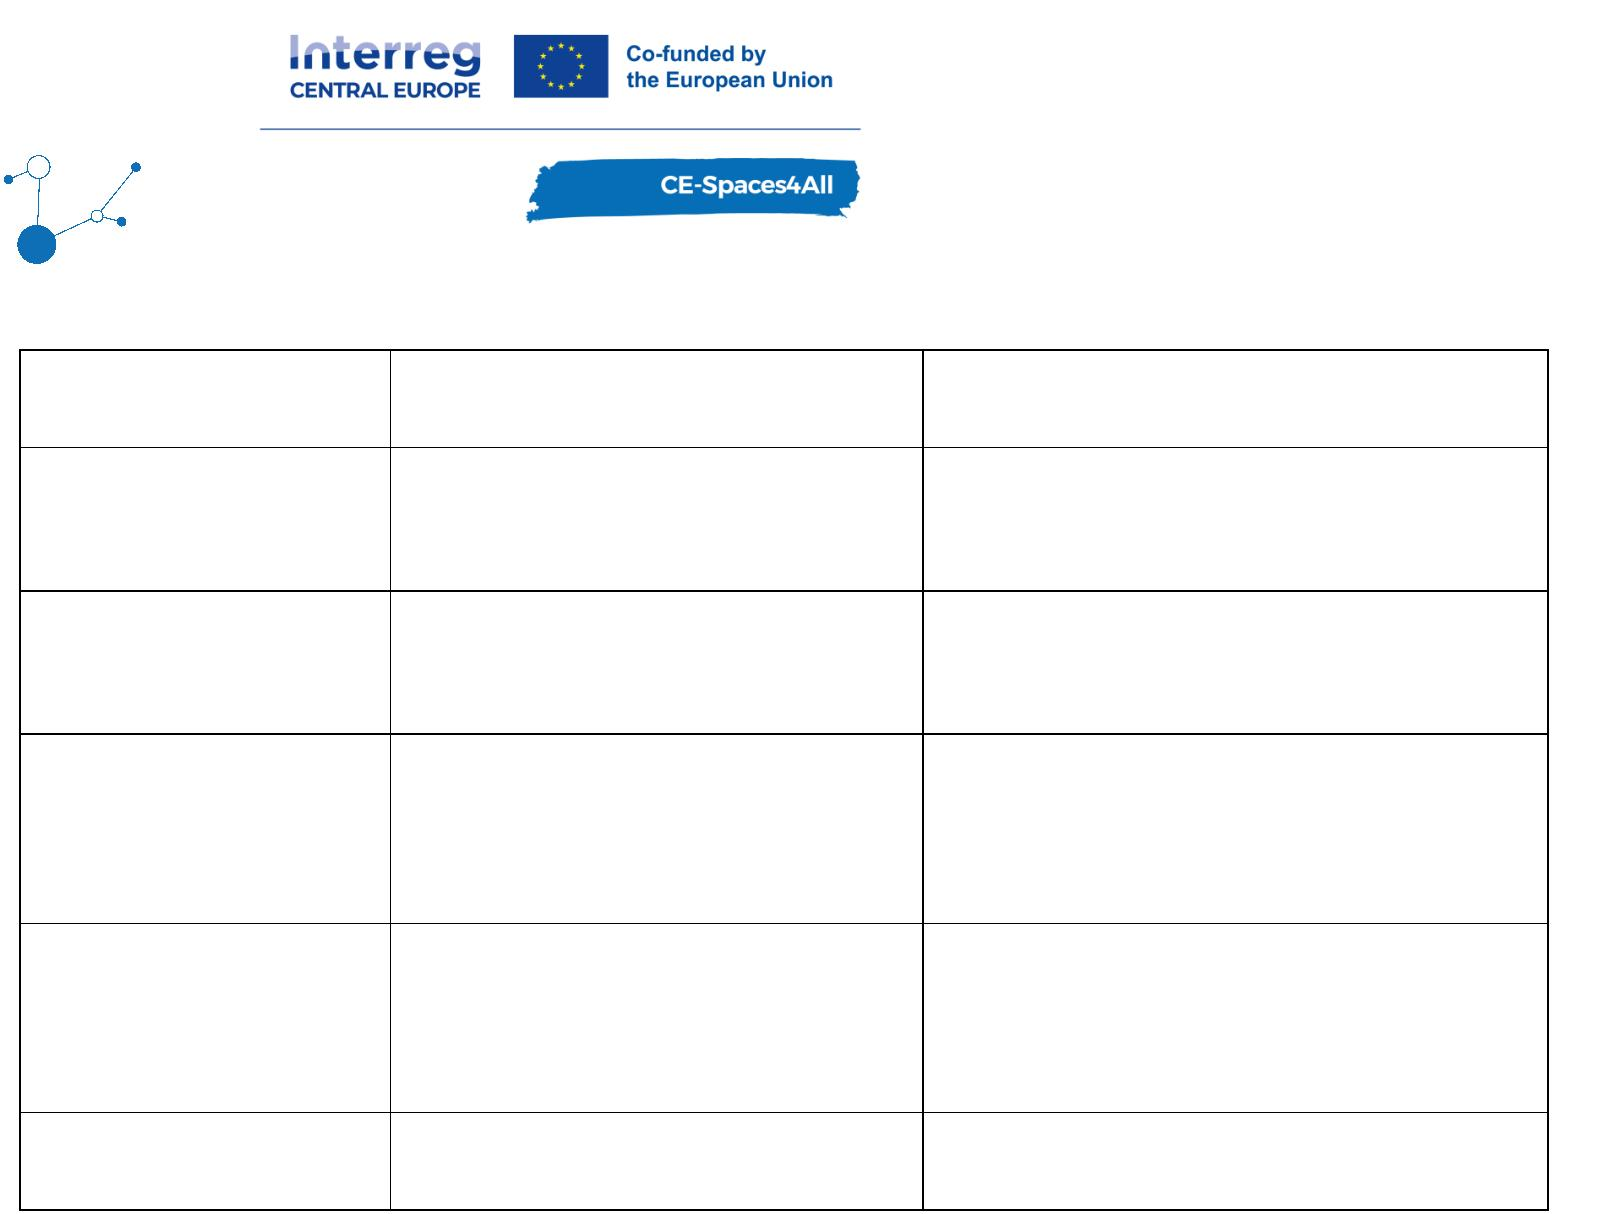 Interreg
CENTRAL EUROPE
Co-funded by
the European Union
CE-Spaces4All